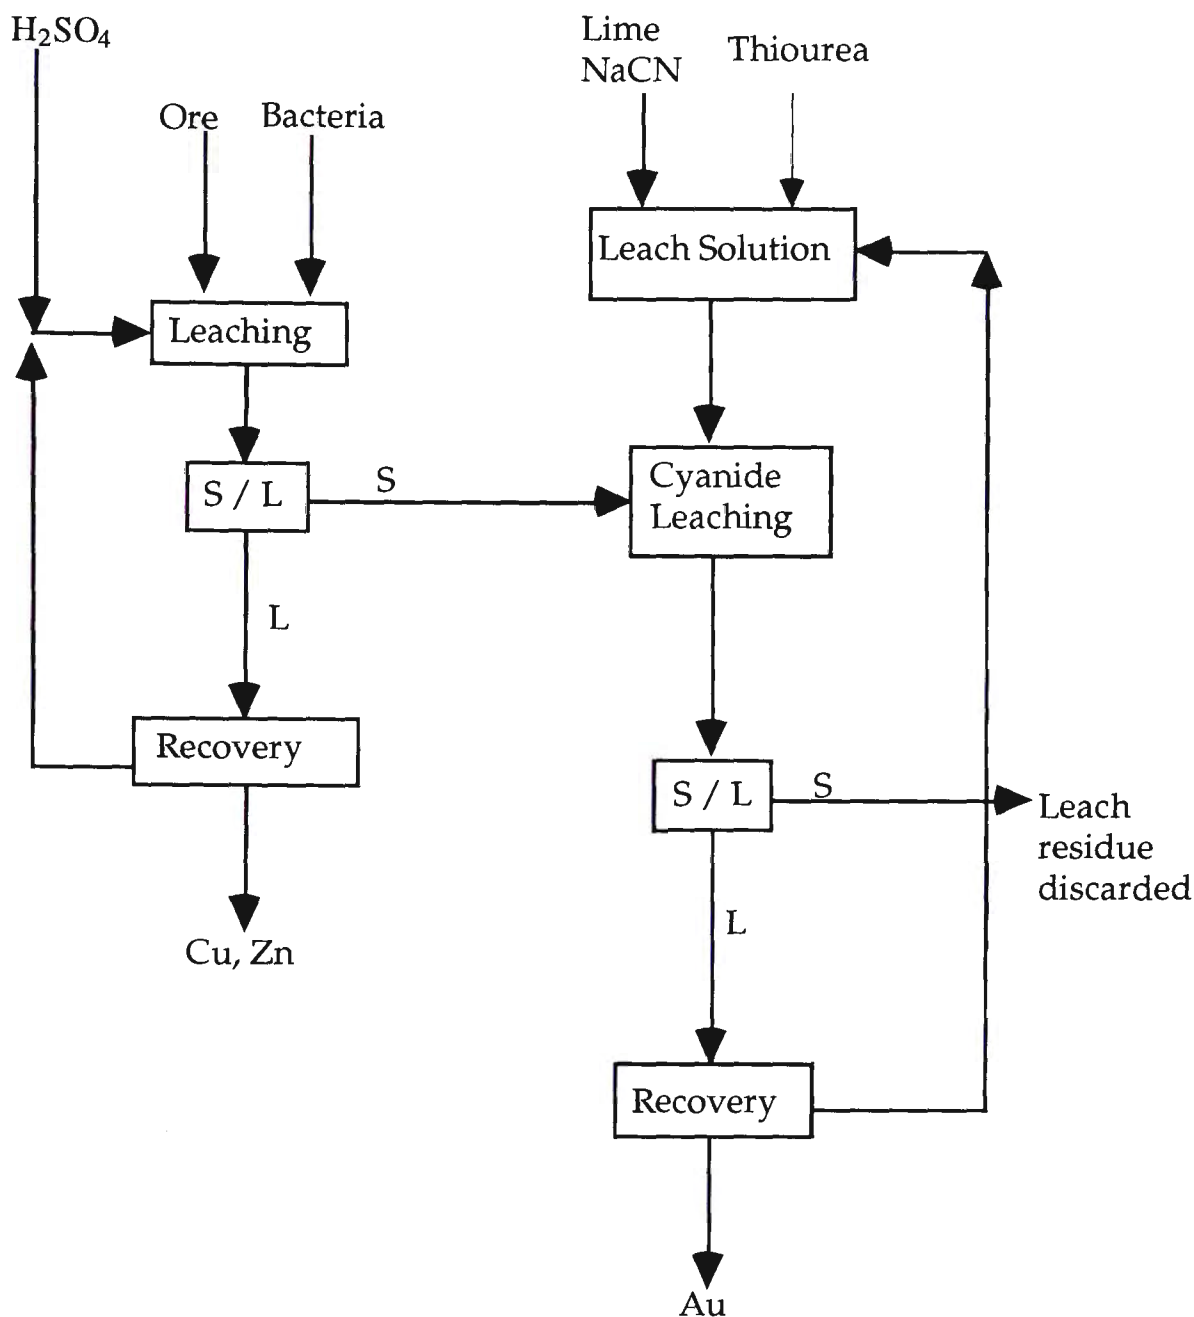 H₂SO₄
Ore
Bacteria
Lime
NaCN
Thiourea
Leaching
Leach Solution
S / L
S
Cyanide
Leaching
L
Recovery
Cu, Zn
S / L
S
Leach
residue
discarded
L
Recovery
Au